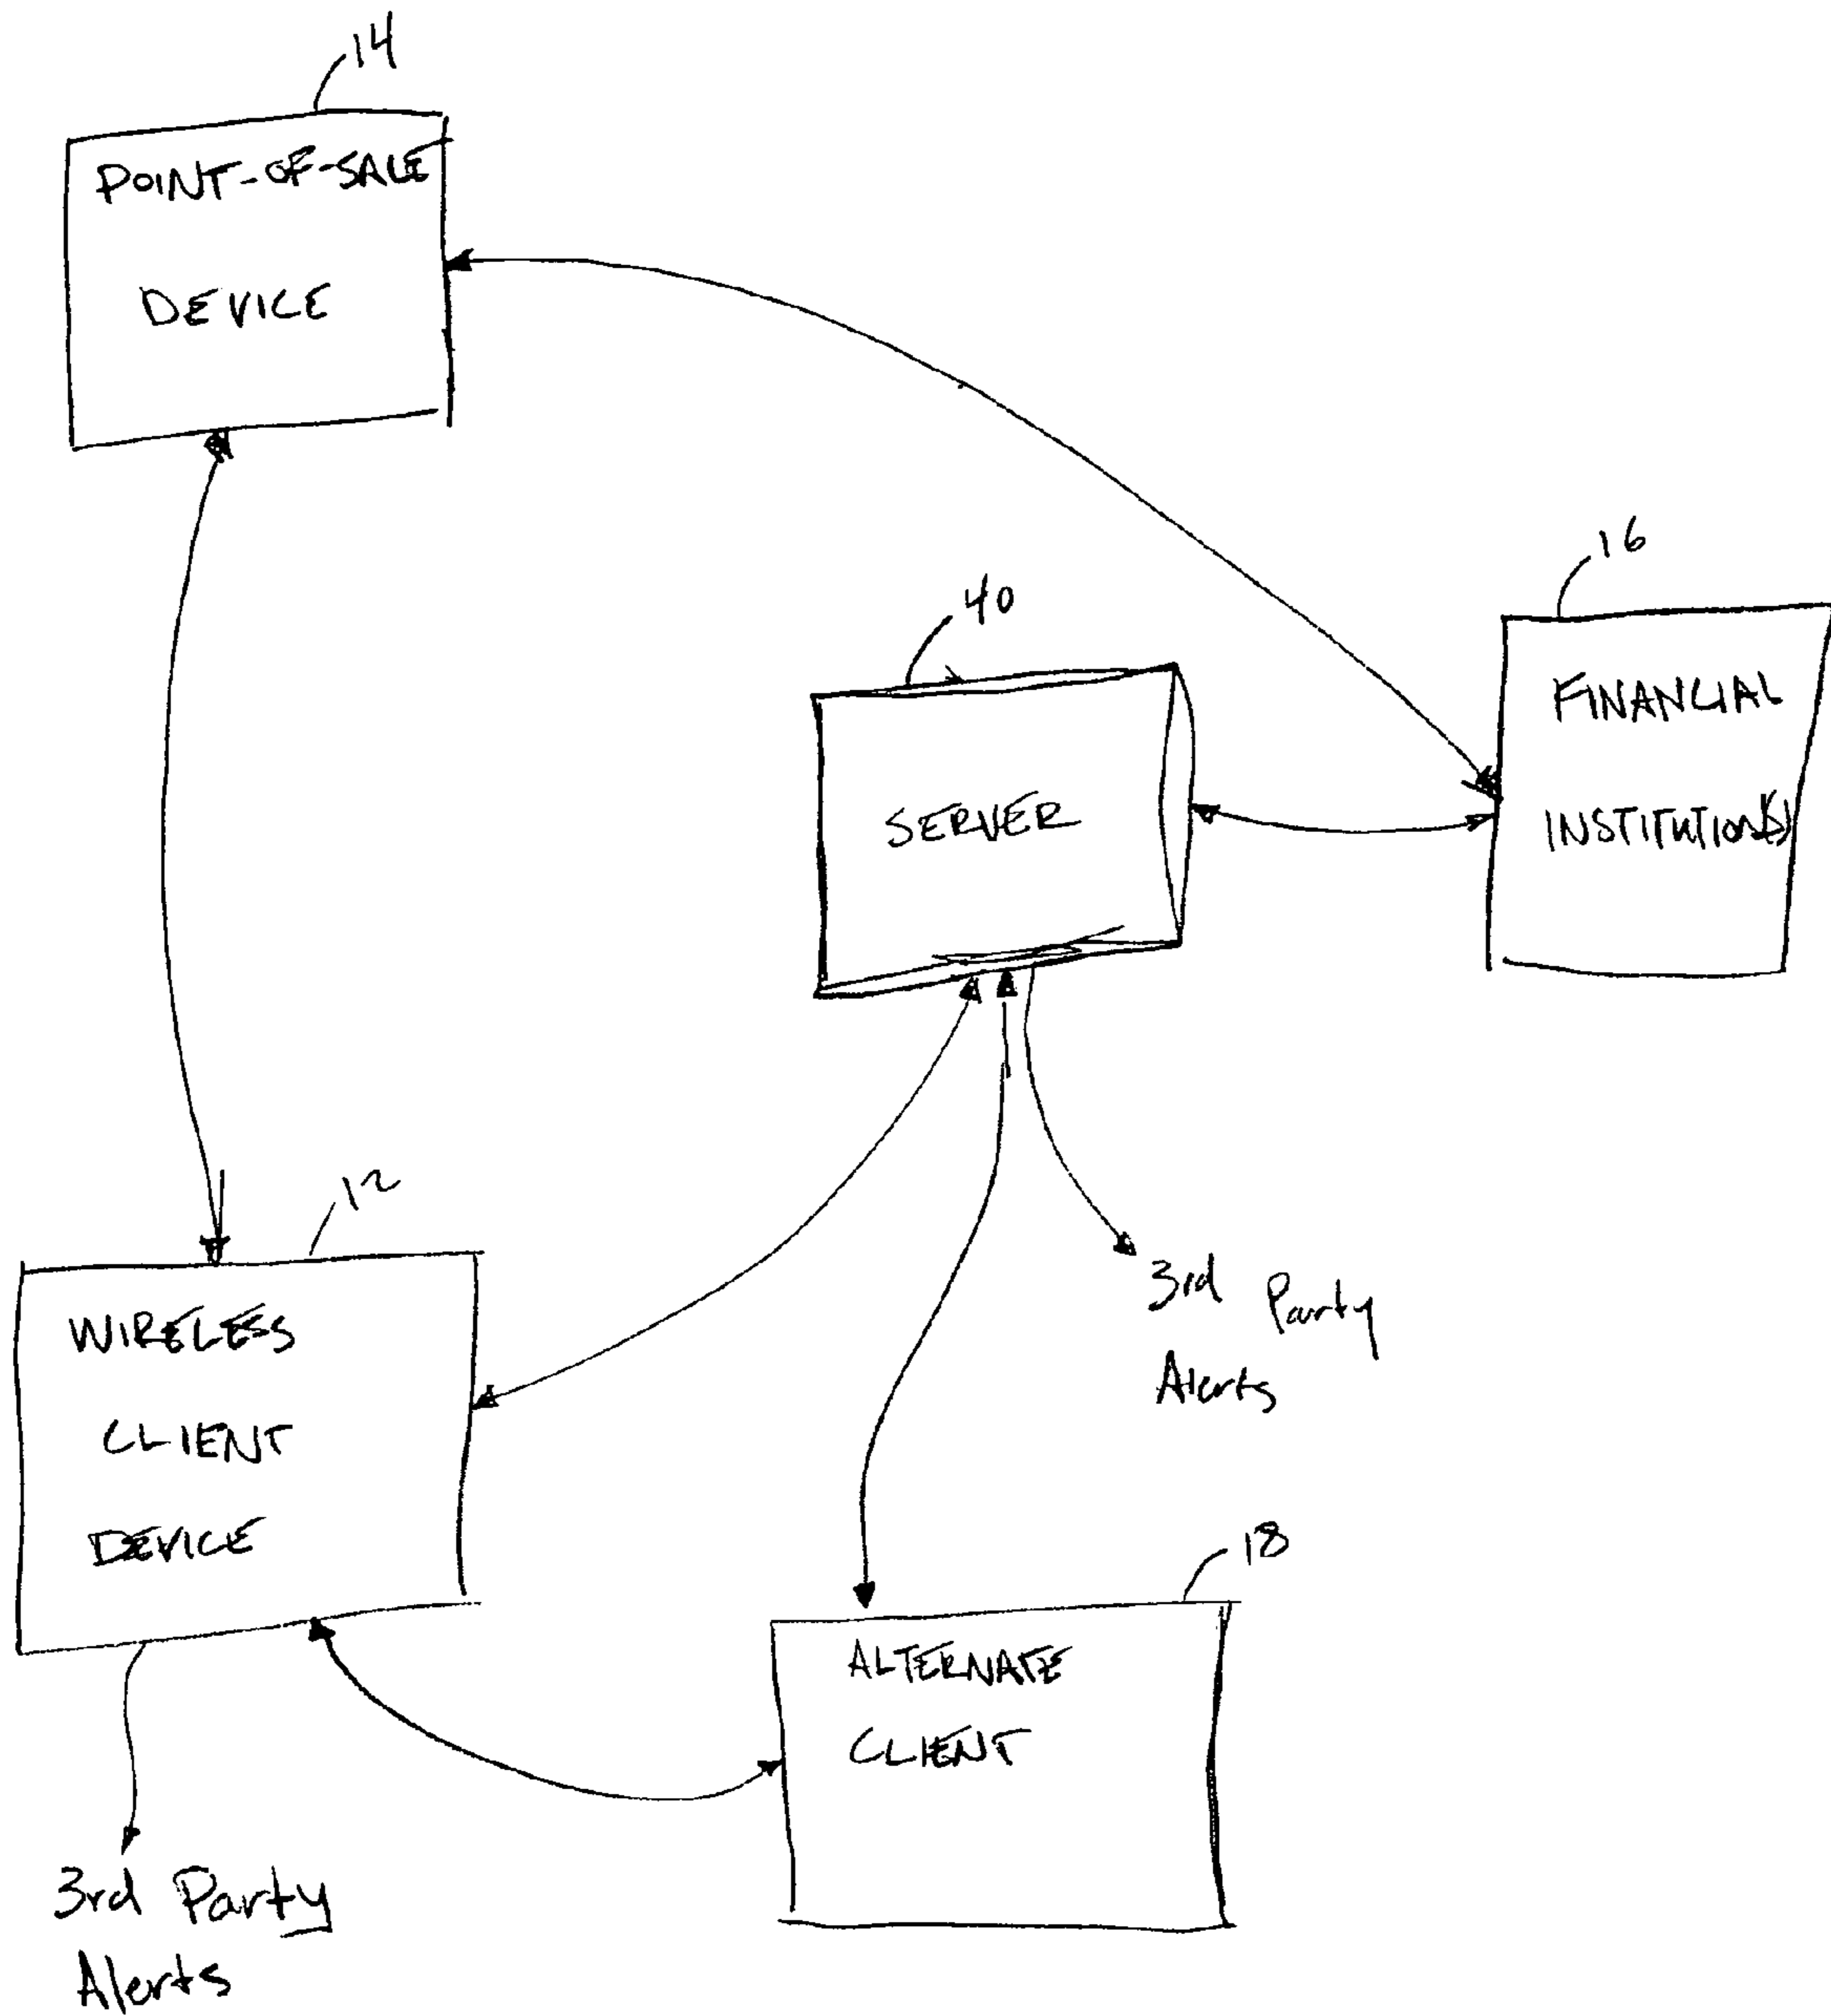 14
POINT-OF-SALE
DEVICE
16
40
FINANCIAL
INSTITUTION(S)
SERVER
12
3rd Party
Alerts
WIRELESS
CLIENT
DEVICE
18
ALTERNATE
CLIENT
3rd Party
Alerts